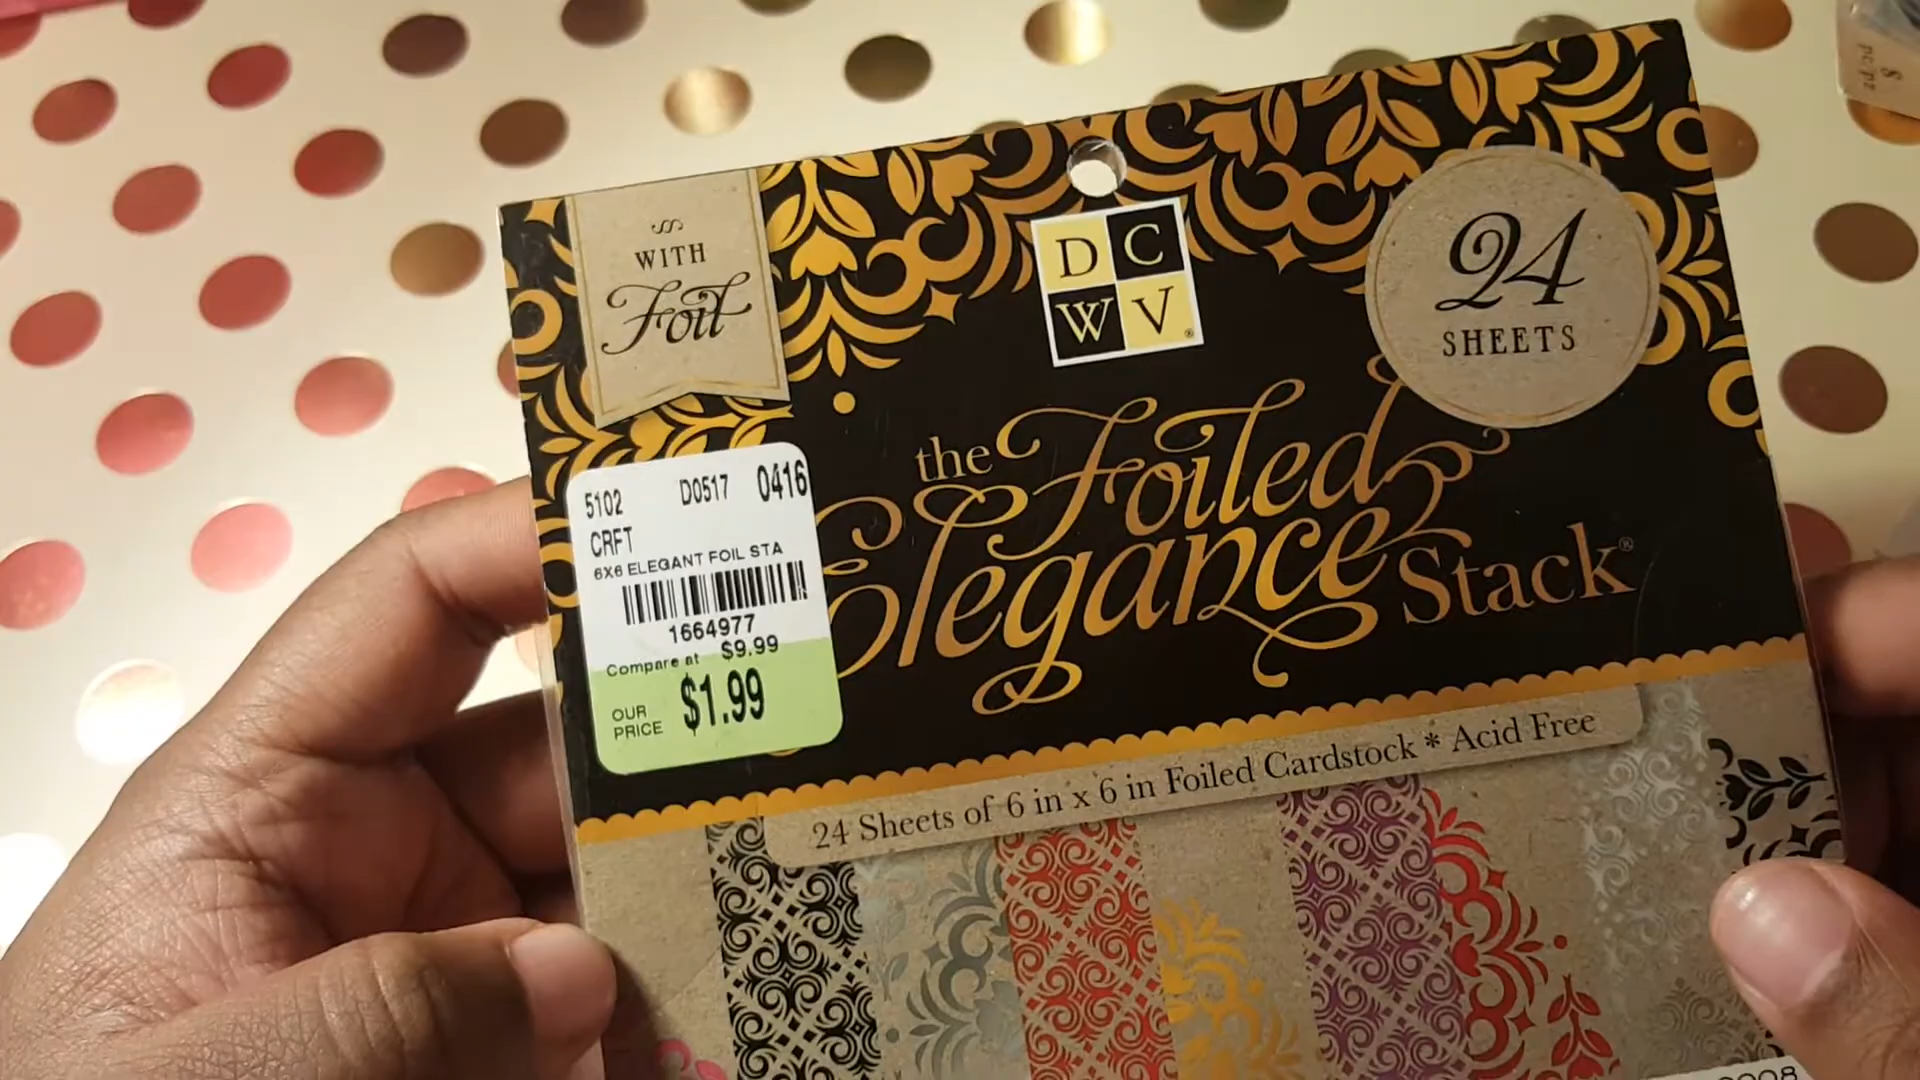 WITH
Foil
D C
W V®
24
SHEETS
the Foiled
Elegance Stack®
5102 D0517 0416
CRFT
6X6 ELEGANT FOIL STA
1664977
Compare at $9.99
OUR PRICE $1.99
24 Sheets of 6 in x 6 in Foiled Cardstock * Acid Free